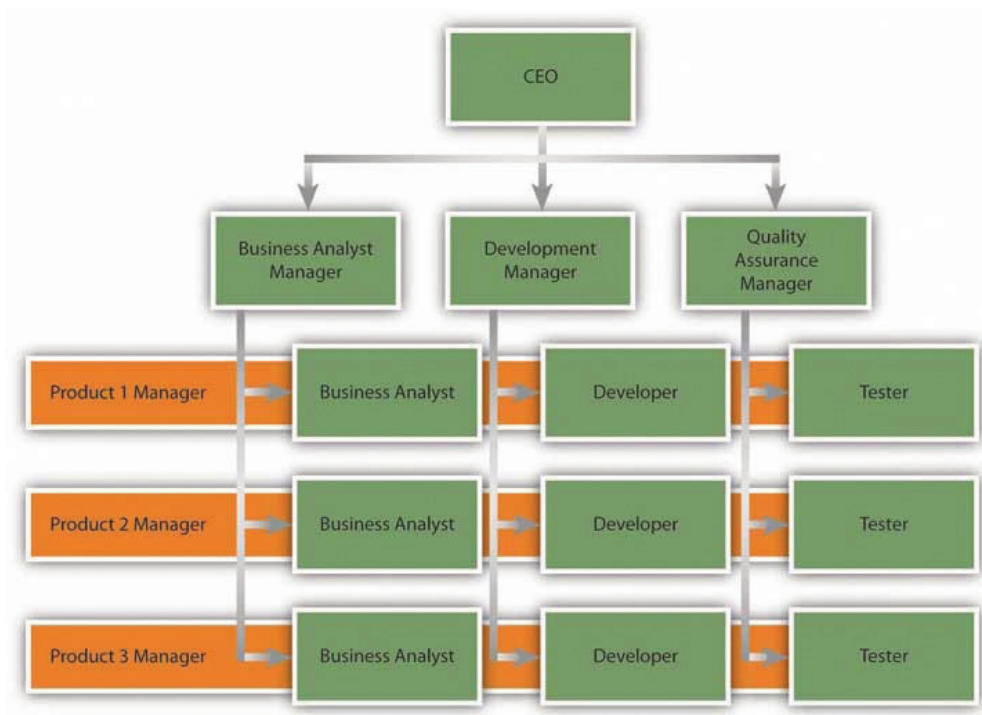 CEO
Business Analyst
Manager
Development
Manager
Quality
Assurance
Manager
Product 1 Manager
Business Analyst
Developer
Tester
Product 2 Manager
Business Analyst
Developer
Tester
Product 3 Manager
Business Analyst
Developer
Tester